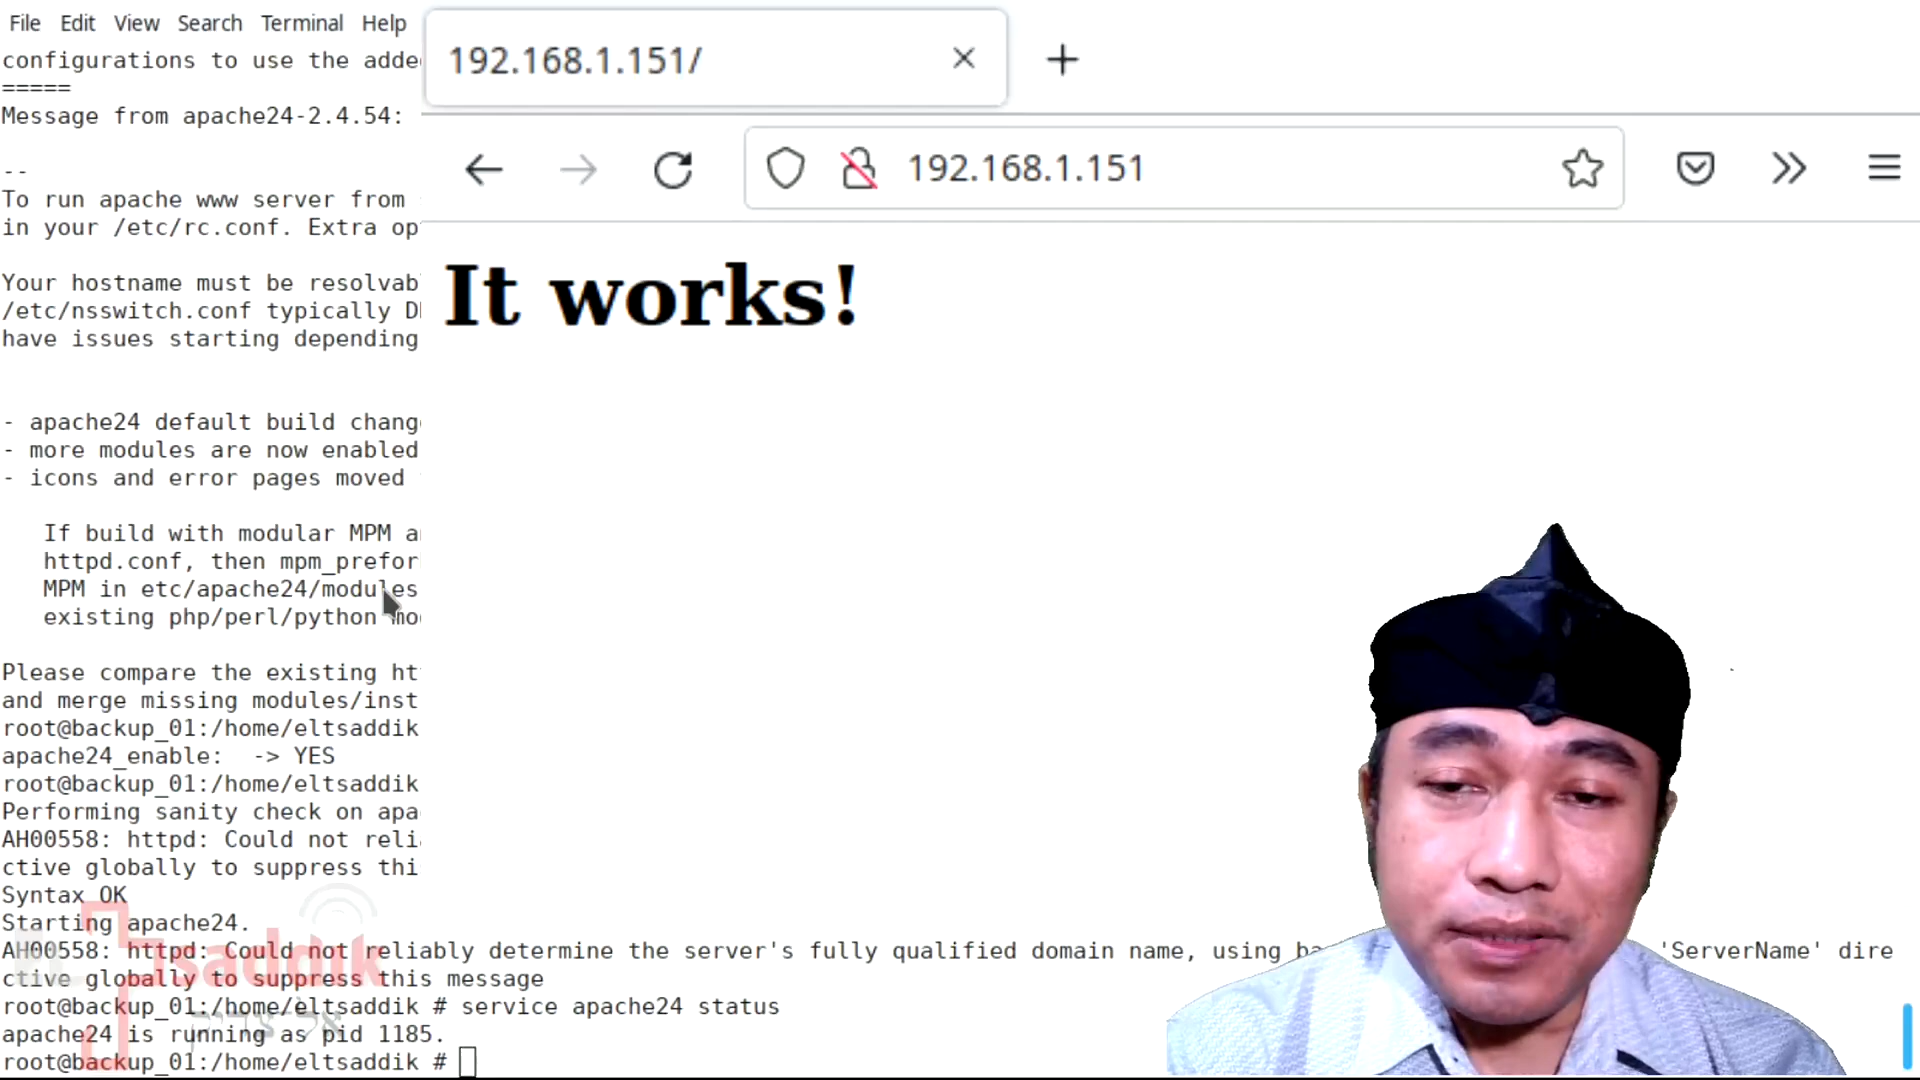 File Edit View Search Terminal Help
configurations to use the adde
=====
Message from apache24-2.4.54:
--
To run apache www server from
in your /etc/rc.conf. Extra op
Your hostname must be resolvab
/etc/nsswitch.conf typically D
have issues starting depending
- apache24 default build chang
- more modules are now enabled
- icons and error pages moved
If build with modular MPM a
httpd.conf, then mpm_prefor
MPM in etc/apache24/modules
existing php/perl/python mo
Please compare the existing ht
and merge missing modules/inst
root@backup_01:/home/eltsaddik
apache24_enable:  -> YES
root@backup_01:/home/eltsaddik
Performing sanity check on apa
AH00558: httpd: Could not reli
ctive globally to suppress thi
Syntax OK
Starting apache24.
AH00558: httpd: Could not reliably determine the server's fully qualified domain name, using ba 'ServerName' dire
ctive globally to suppress this message
root@backup_01:/home/eltsaddik # service apache24 status
apache24 is running as pid 1185.
root@backup_01:/home/eltsaddik #
192.168.1.151/
192.168.1.151
It works!
saddik